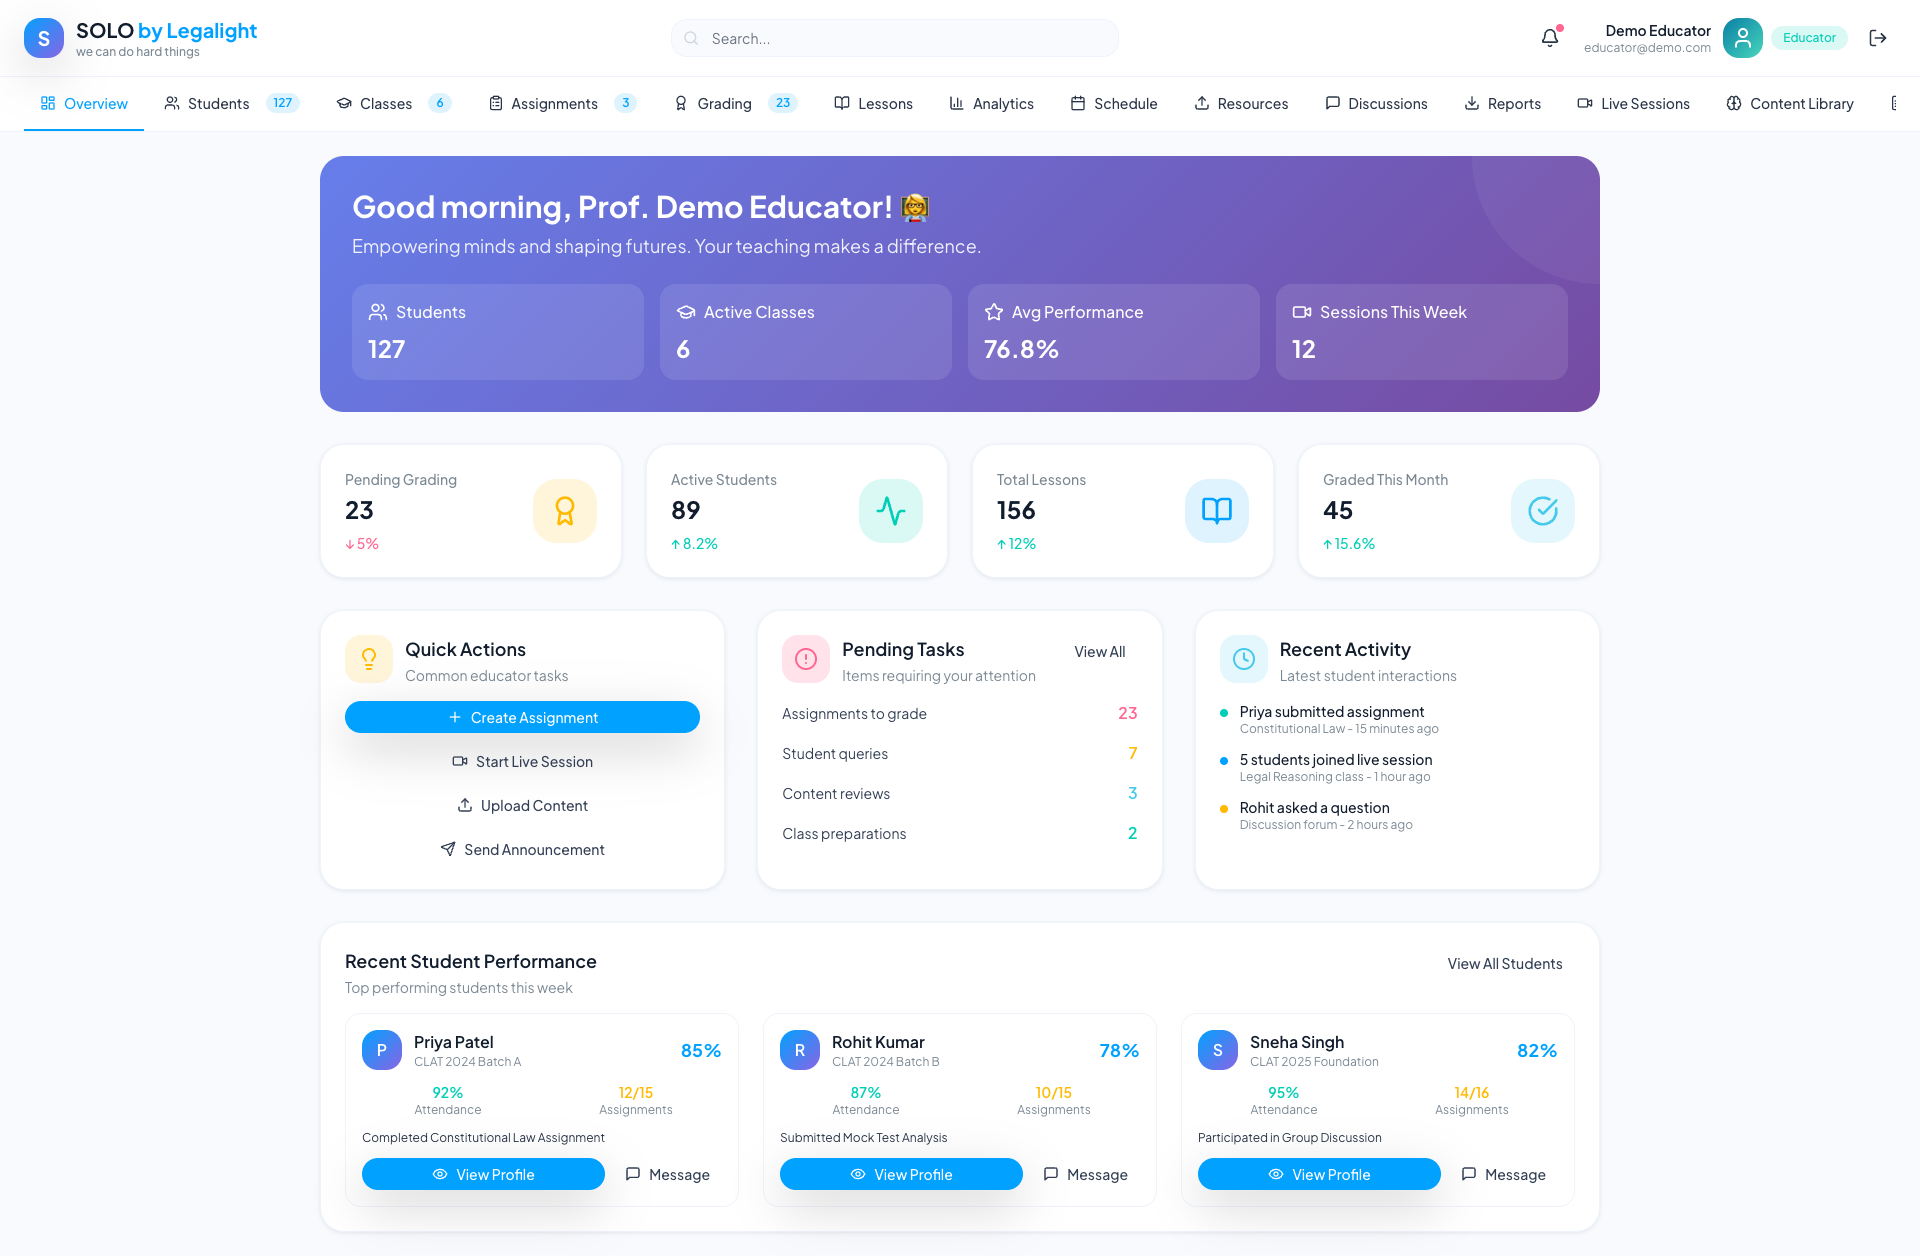 S
SOLO by Legalight
we can do hard things
Search...
Demo Educator
educator@demo.com
Educator
Overview
Students 127
Classes 6
Assignments 3
Grading 23
Lessons
Analytics
Schedule
Resources
Discussions
Reports
Live Sessions
Content Library
Good morning, Prof. Demo Educator! 👩‍🏫
Empowering minds and shaping futures. Your teaching makes a difference.
Students
127
Active Classes
6
Avg Performance
76.8%
Sessions This Week
12
Pending Grading
23
↓ 5%
Active Students
89
↑ 8.2%
Total Lessons
156
↑ 12%
Graded This Month
45
↑ 15.6%
Quick Actions
Common educator tasks
Create Assignment
Start Live Session
Upload Content
Send Announcement
Pending Tasks
Items requiring your attention
View All
Assignments to grade 23
Student queries 7
Content reviews 3
Class preparations 2
Recent Activity
Latest student interactions
Priya submitted assignment
Constitutional Law - 15 minutes ago
5 students joined live session
Legal Reasoning class - 1 hour ago
Rohit asked a question
Discussion forum - 2 hours ago
Recent Student Performance
Top performing students this week
View All Students
P
Priya Patel
CLAT 2024 Batch A
85%
92%
Attendance
12/15
Assignments
Completed Constitutional Law Assignment
View Profile
Message
R
Rohit Kumar
CLAT 2024 Batch B
78%
87%
Attendance
10/15
Assignments
Submitted Mock Test Analysis
View Profile
Message
S
Sneha Singh
CLAT 2025 Foundation
82%
95%
Attendance
14/16
Assignments
Participated in Group Discussion
View Profile
Message